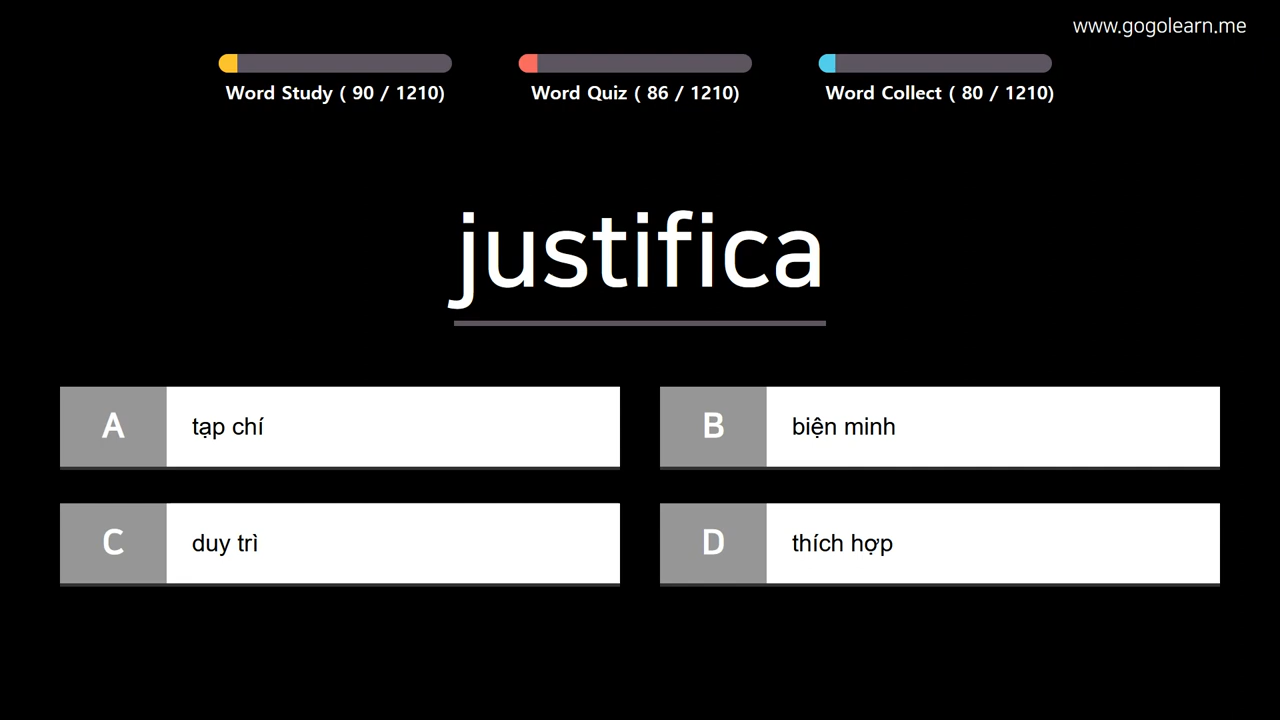 www.gogolearn.me
Word Study ( 90 / 1210)
Word Quiz ( 86 / 1210)
Word Collect ( 80 / 1210)
justifica
A
tạp chí
B
biện minh
C
duy trì
D
thích hợp